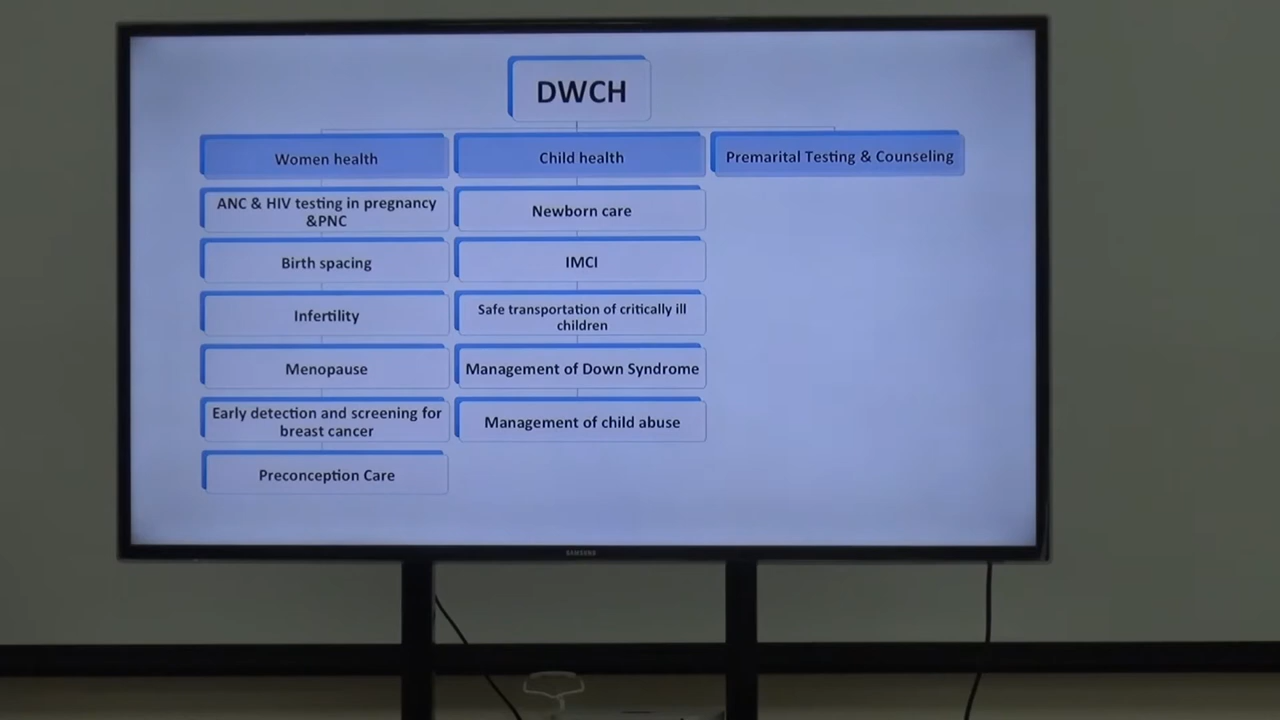 DWCH
Women health
Child health
Premarital Testing & Counseling
ANC & HIV testing in pregnancy
&PNC
Newborn care
Birth spacing
IMCI
Infertility
Safe transportation of critically ill
children
Menopause
Management of Down Syndrome
Early detection and screening for
breast cancer
Management of child abuse
Preconception Care
SAMSUNG